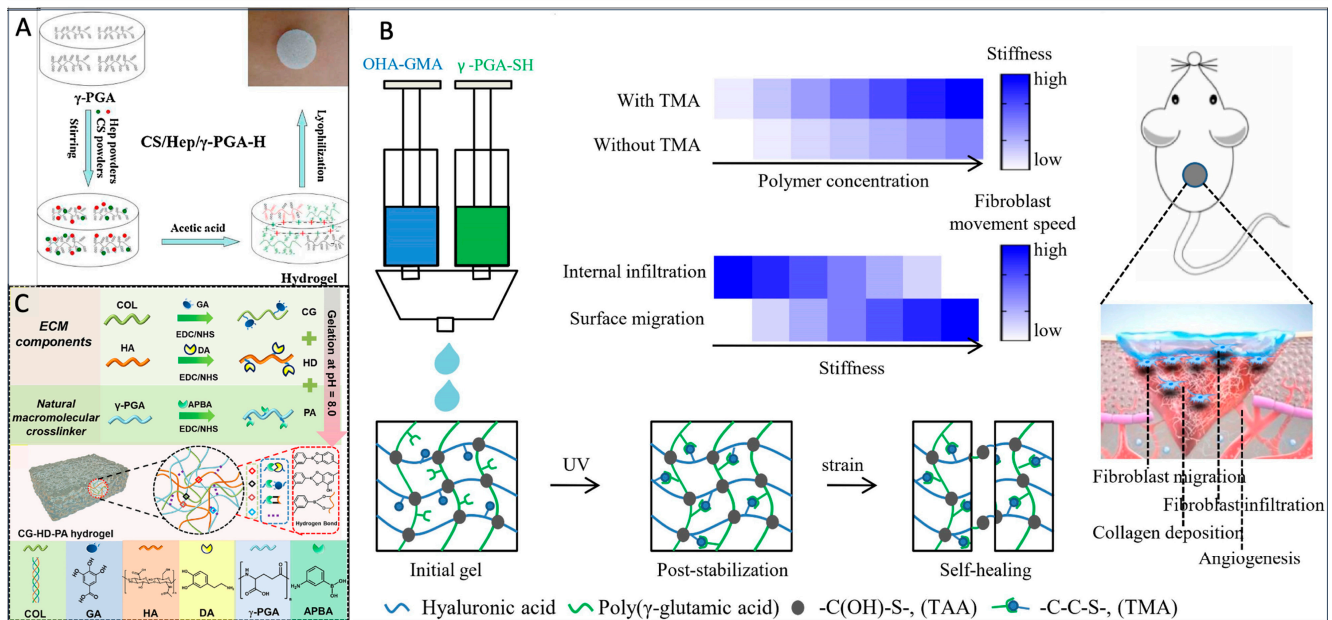 A
γ-PGA
Stirring
Hep powders
CS powders
CS/Hep/γ-PGA-H
Lyophilization
Acetic acid
Hydrogel
B
OHA-GMA
γ-PGA-SH
Stiffness
high
low
With TMA
Without TMA
Polymer concentration
Fibroblast
movement speed
high
low
Internal infiltration
Surface migration
Stiffness
Initial gel
UV
Post-stabilization
strain
Self-healing
Fibroblast migration
Fibroblast infiltration
Collagen deposition
Angiogenesis
Hyaluronic acid
Poly(γ-glutamic acid)
-C(OH)-S-, (TAA)
-C-C-S-, (TMA)
C
ECM
components
COL
GA
EDC/NHS
CG
+
HA
DA
EDC/NHS
HD
+
Natural
macromolecular
crosslinker
γ-PGA
APBA
EDC/NHS
PA
Gelation at pH = 8.0
CG-HD-PA hydrogel
Hydrogen Bond
COL
GA
HA
DA
γ-PGA
APBA